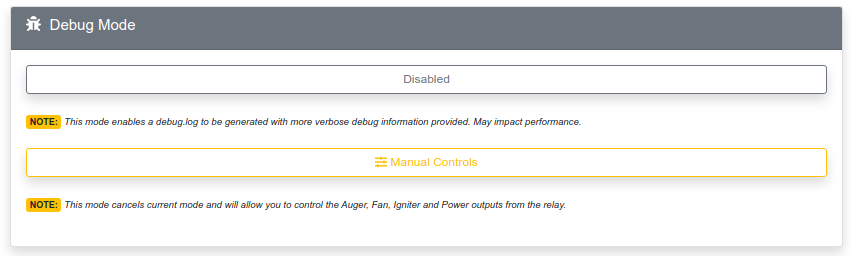 Debug Mode
Disabled
NOTE: This mode enables a debug.log to be generated with more verbose debug information provided. May impact performance.
Manual Controls
NOTE: This mode cancels current mode and will allow you to control the Auger, Fan, Igniter and Power outputs from the relay.